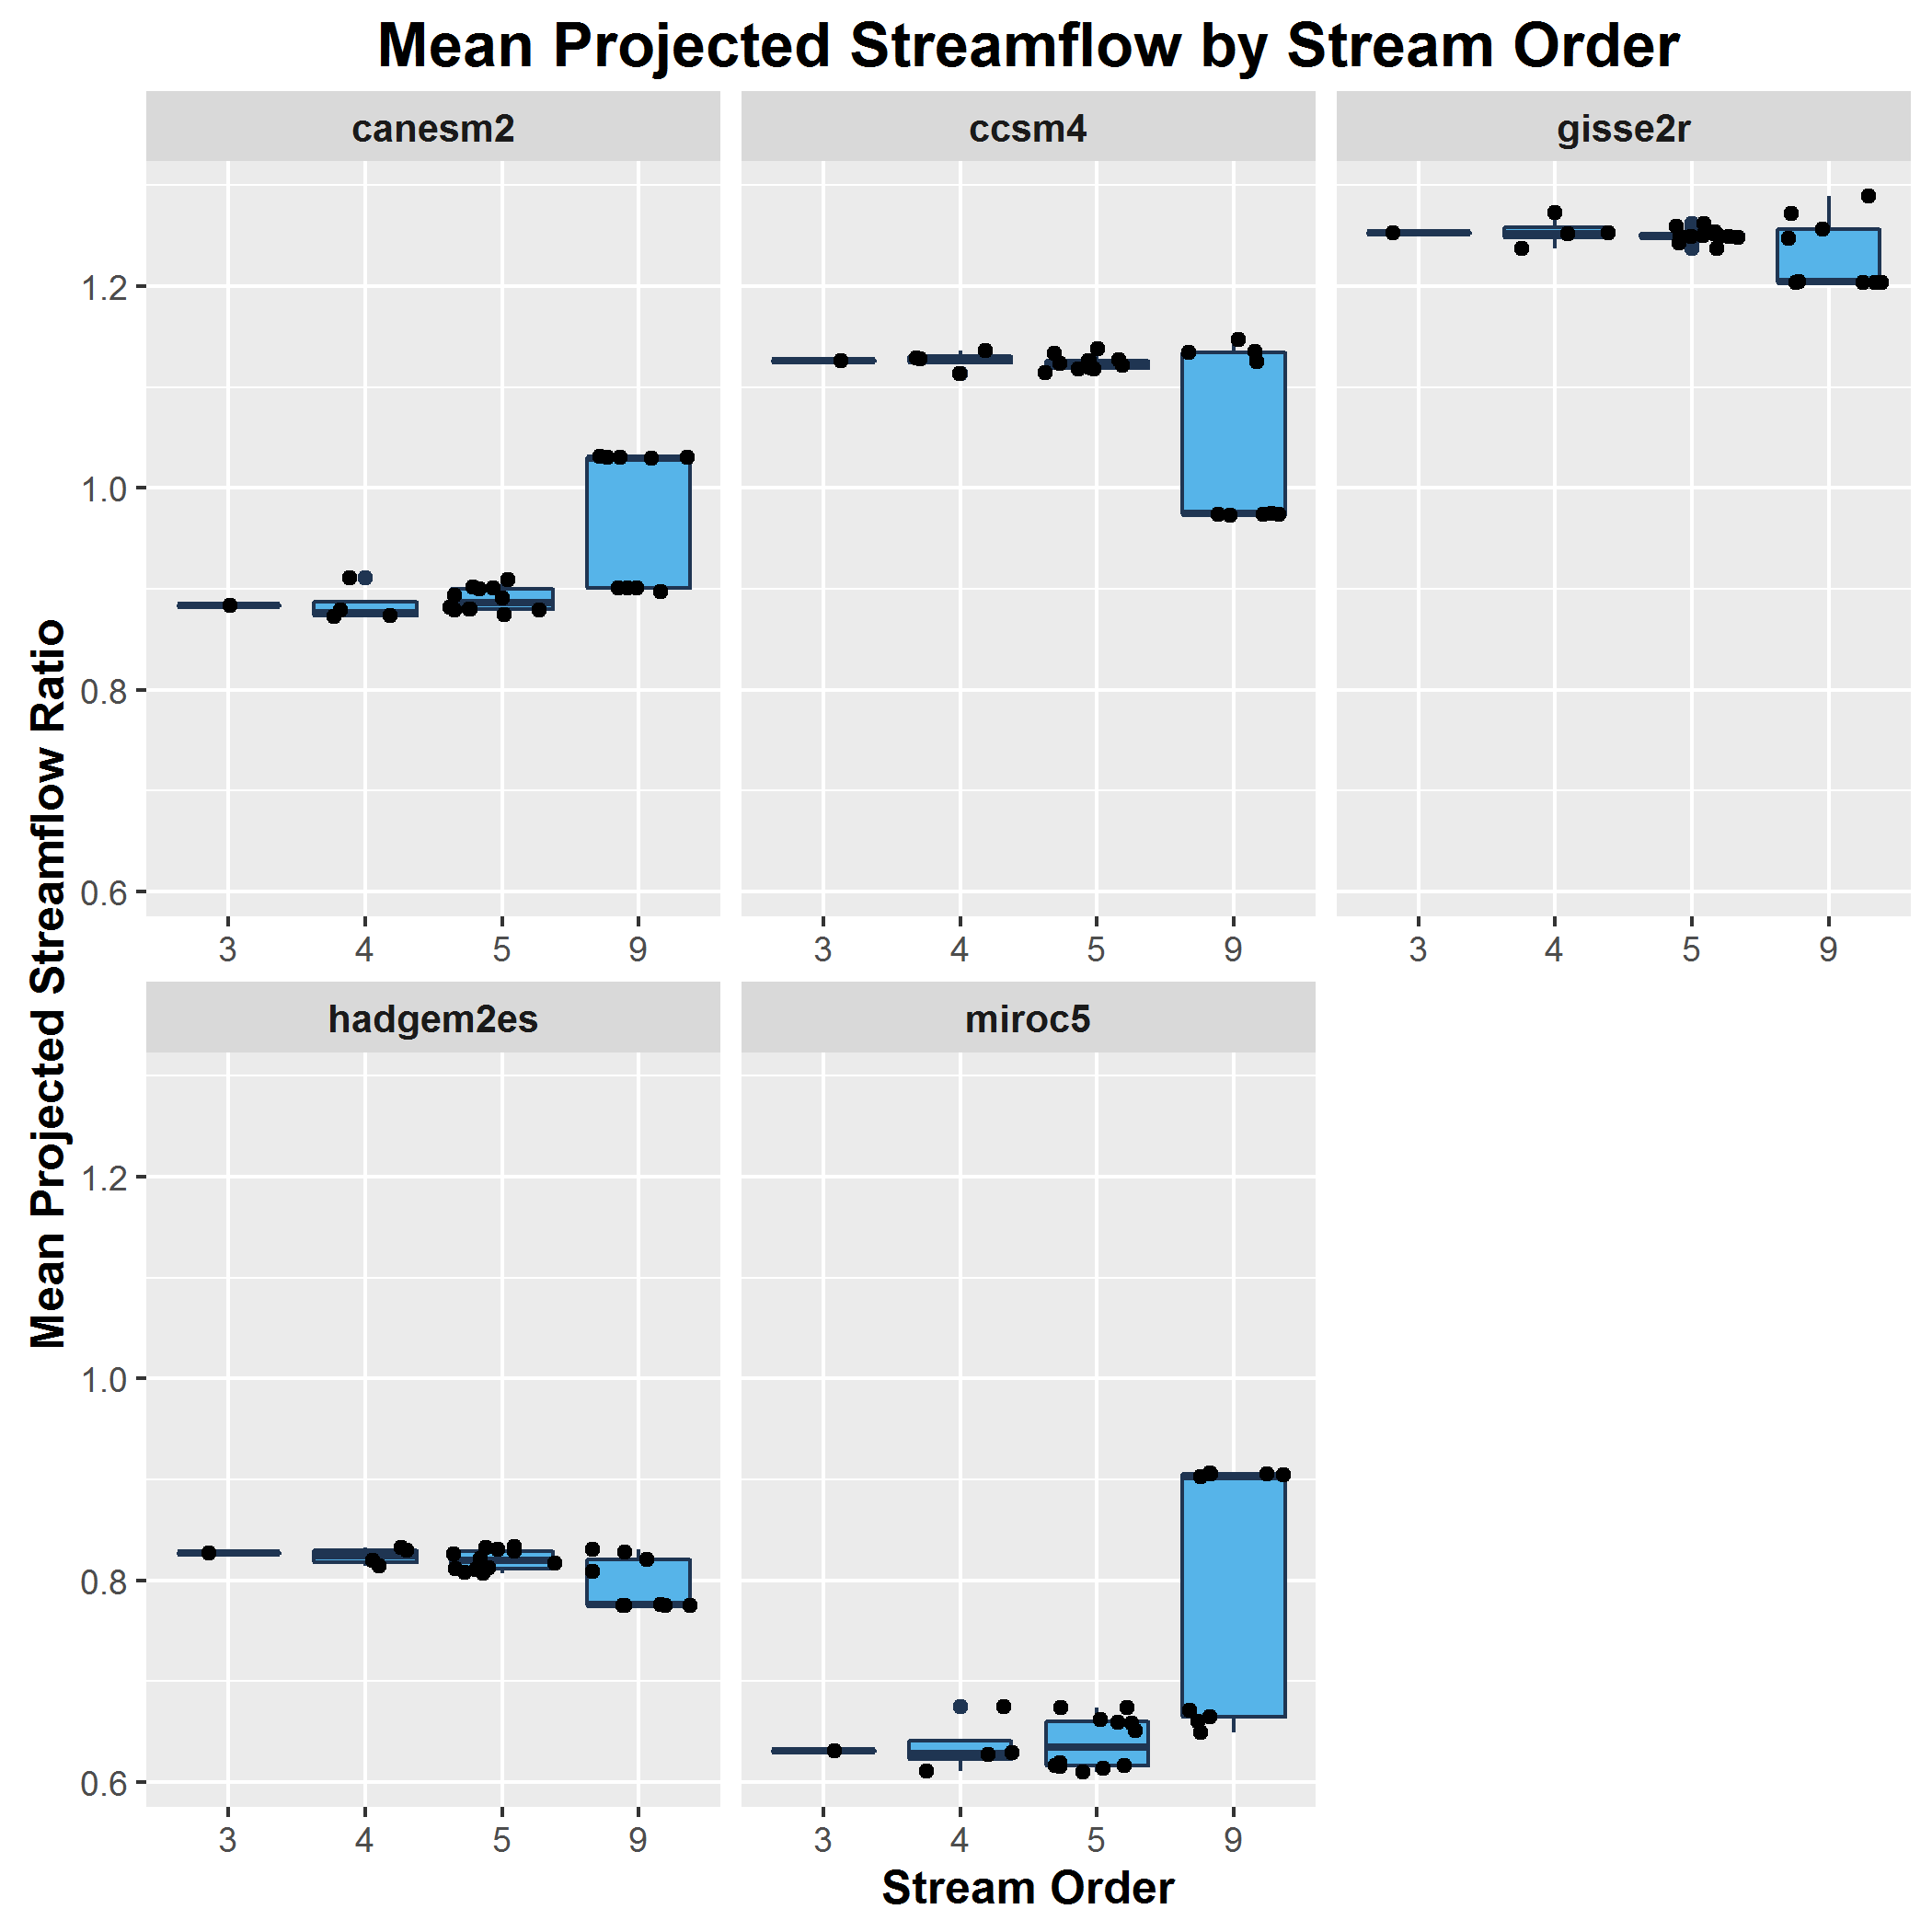 Mean Projected Streamflow by Stream Order
canesm2
ccsm4
gisse2r
Mean Projected Streamflow Ratio
1.2
1.0
0.8
0.6
3 4 5 9
3 4 5 9
3 4 5 9
hadgem2es
miroc5
1.2
1.0
0.8
0.6
3 4 5 9
3 4 5 9
Stream Order